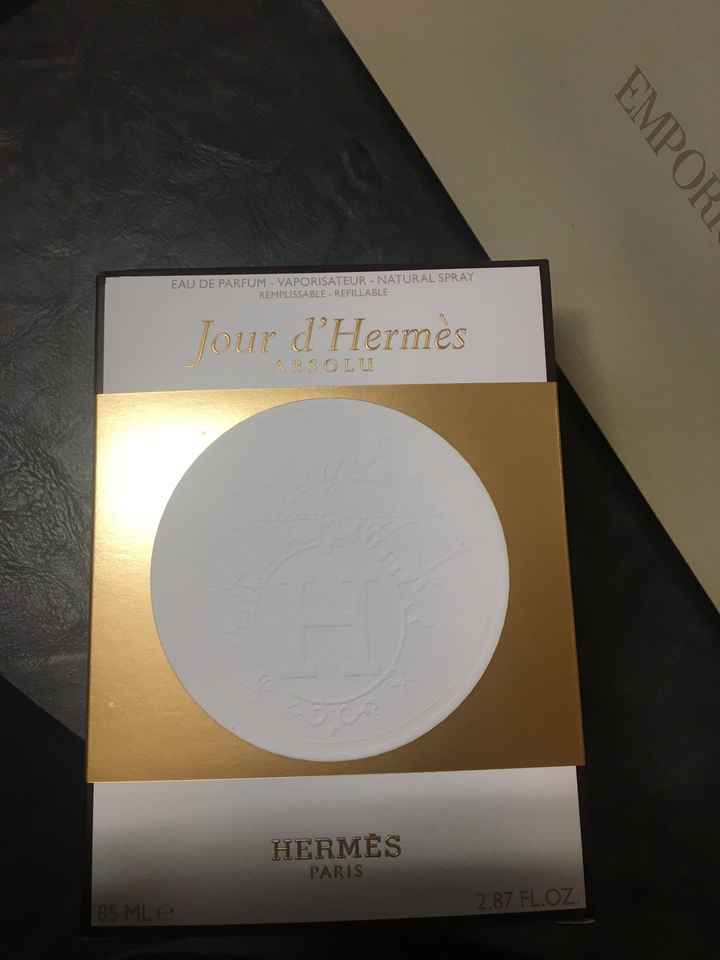 EMPORI
EAU DE PARFUM - VAPORISATEUR - NATURAL SPRAY
REMPLISSABLE - REFILLABLE
Jour d'Hermès
ABSOLU
H
HERMÈS
PARIS
85 ML ℮
2.87 FL.OZ.